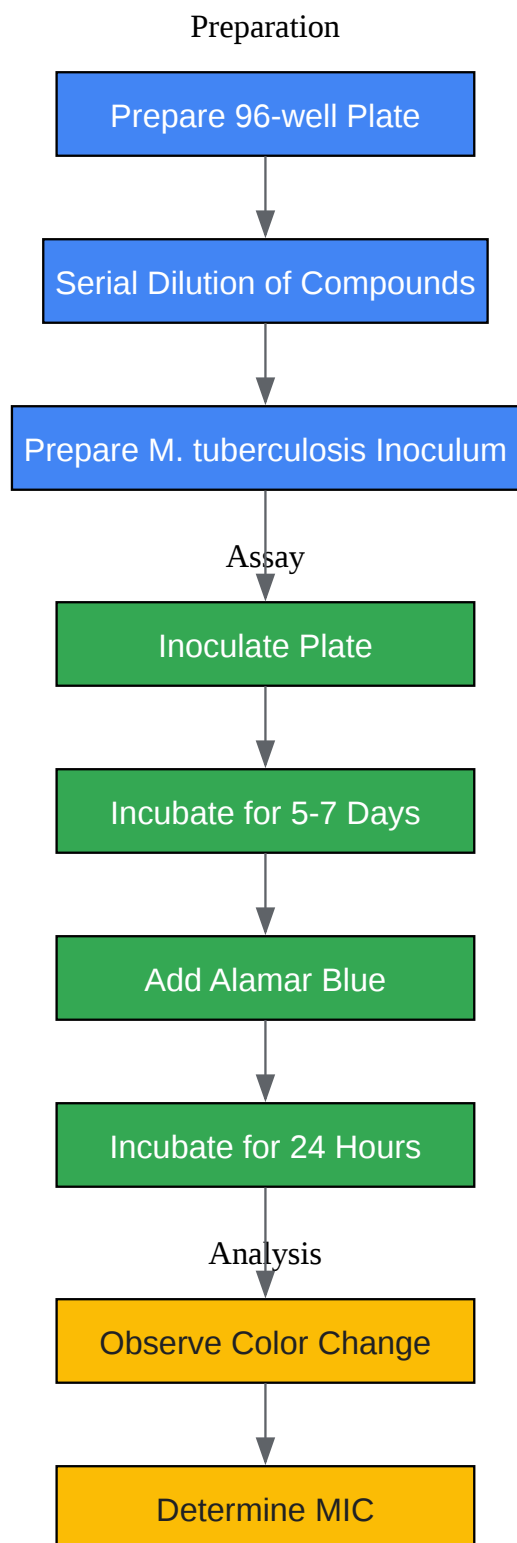 Preparation
Prepare 96-well Plate
Serial Dilution of Compounds
Prepare M. tuberculosis Inoculum
Assay
Inoculate Plate
Incubate for 5-7 Days
Add Alamar Blue
Incubate for 24 Hours
Analysis
Observe Color Change
Determine MIC